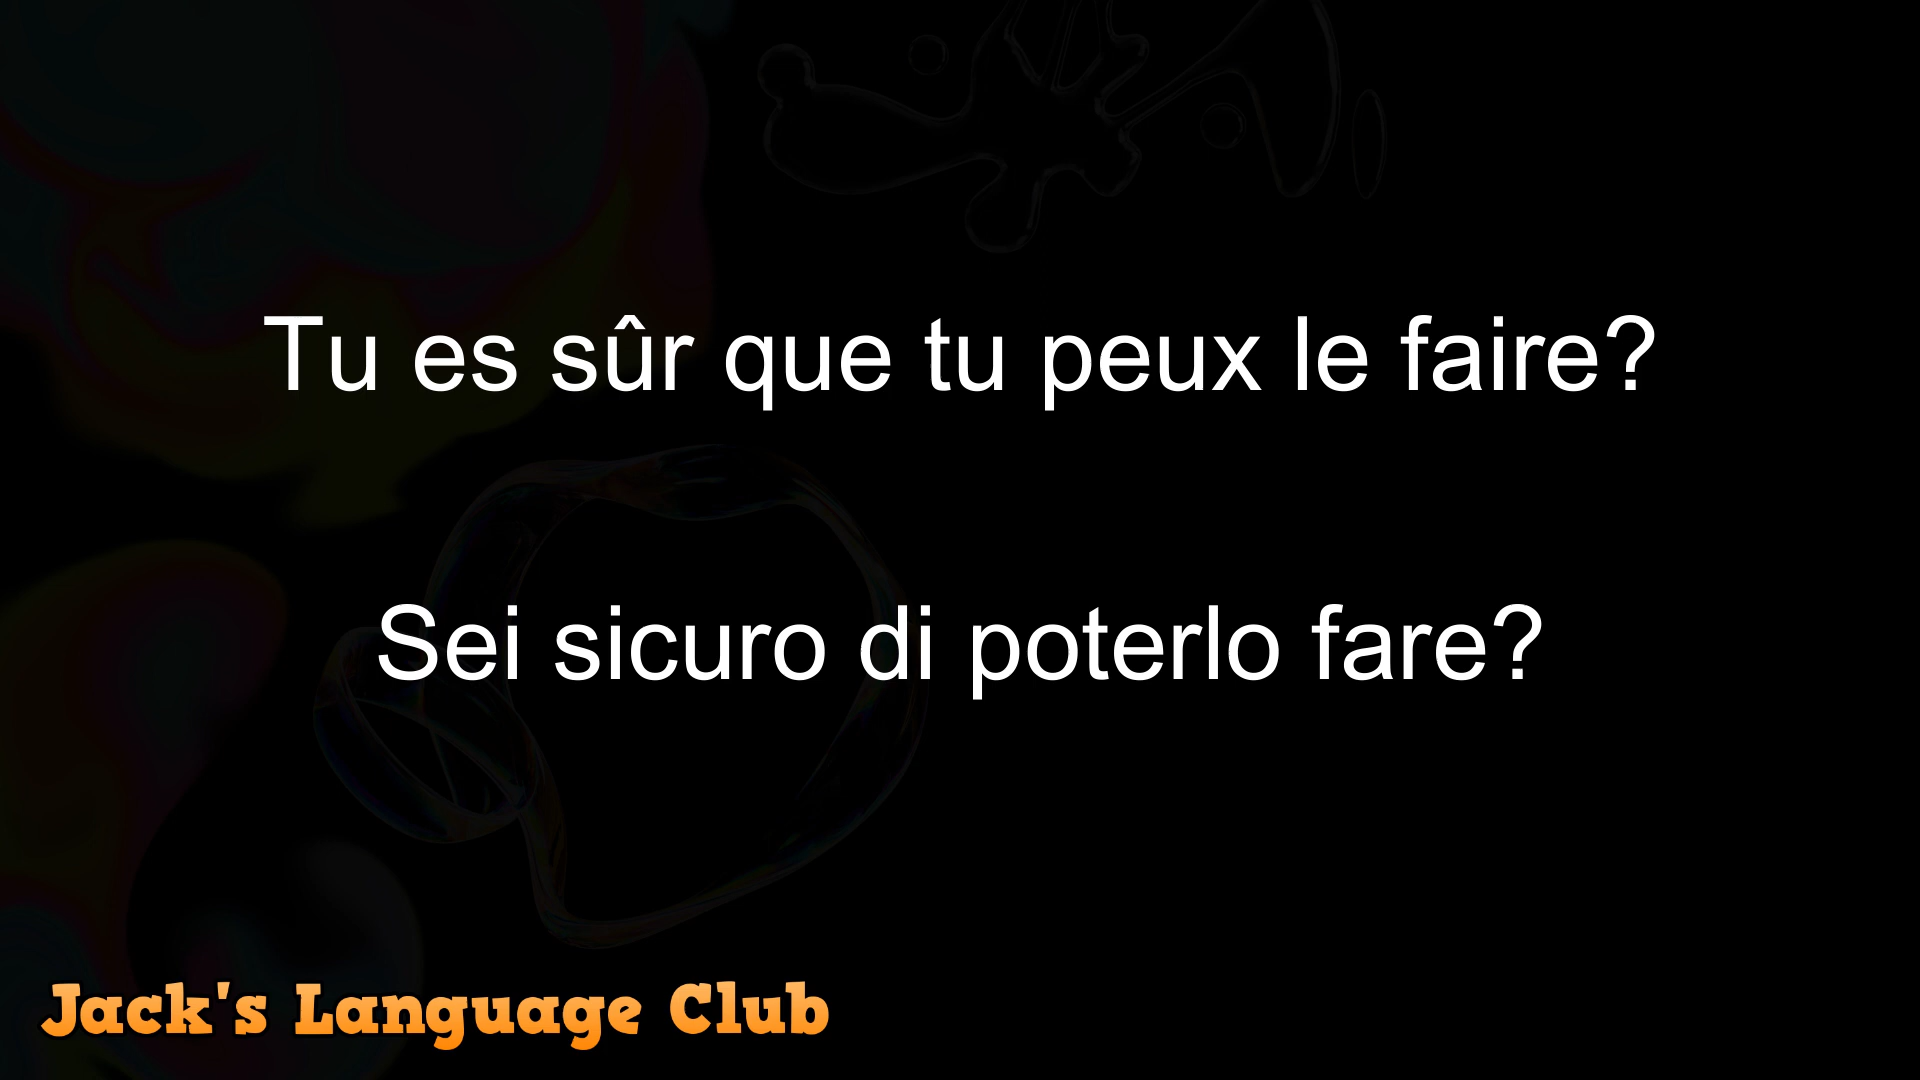 Tu es sûr que tu peux le faire?
Sei sicuro di poterlo fare?
Jack's Language Club